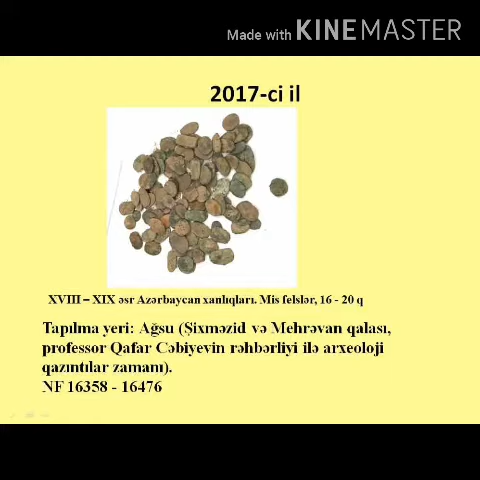 Made with KINEMASTER
2017-ci il
XVIII – XIX əsr Azərbaycan xanlıqları. Mis felslər, 16 - 20 q
Tapılma yeri: Ağsu (Şixməzid və Mehrəvan qalası,
professor Qafar Cəbiyevin rəhbərliyi ilə arxeoloji
qazıntılar zamanı).
NF 16358 - 16476